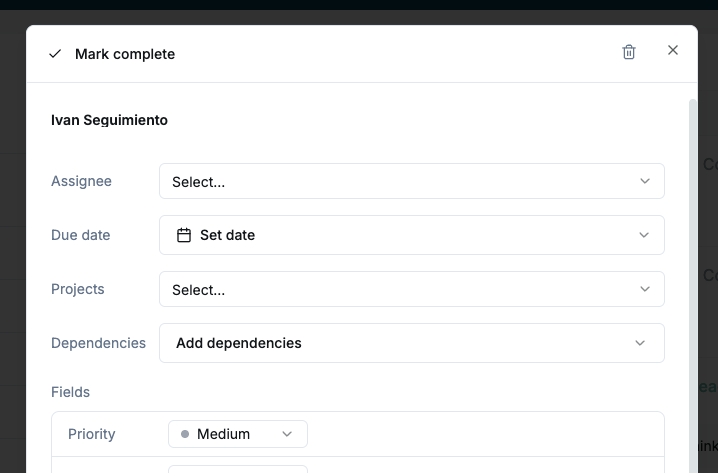 Mark complete
Ivan Seguimiento
Assignee
Select...
Due date
Set date
Projects
Select...
Dependencies
Add dependencies
Fields
Priority
Medium